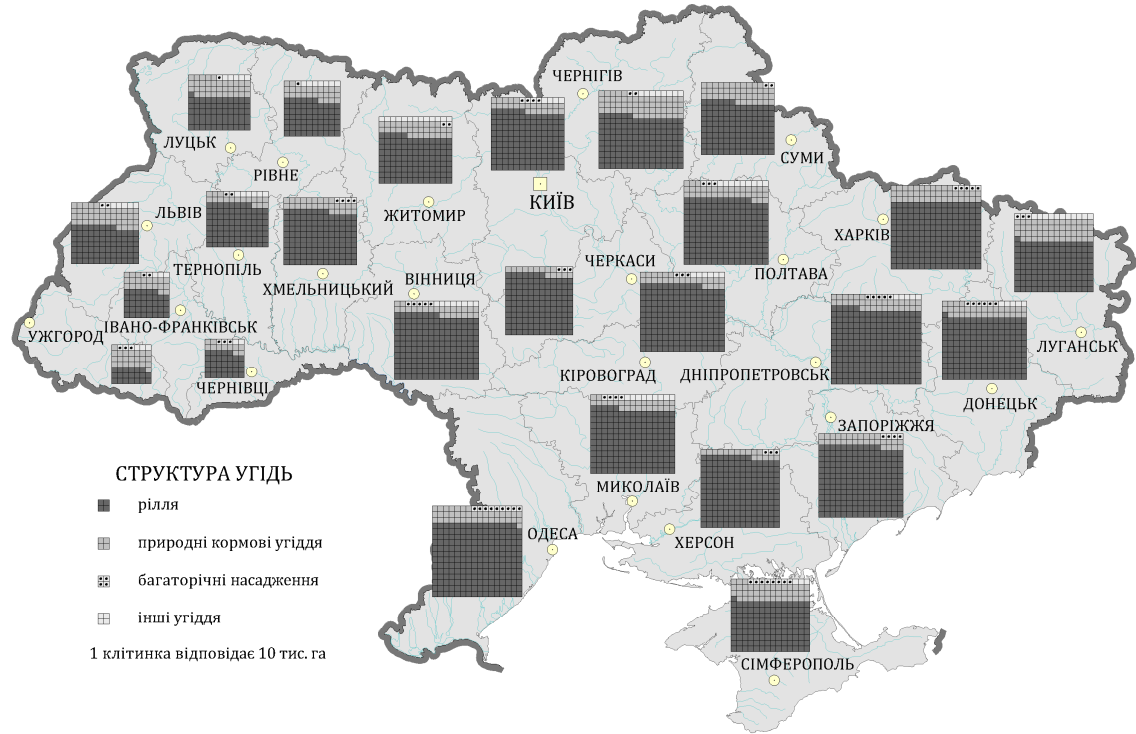 ЧЕРНІГІВ
ЛУЦЬК
РІВНЕ
СУМИ
КИЇВ
ЖИТОМИР
ЛЬВІВ
ХАРКІВ
ТЕРНОПІЛЬ
ЧЕРКАСИ
ПОЛТАВА
ХМЕЛЬНИЦЬКИЙ
ВІННИЦЯ
ІВАНО-ФРАНКІВСЬК
УЖГОРОД
ЛУГАНСЬК
КІРОВОГРАД
ДНІПРОПЕТРОВСЬК
ЧЕРНІВЦІ
ДОНЕЦЬК
ЗАПОРІЖЖЯ
МИКОЛАЇВ
ОДЕСА
ХЕРСОН
СІМФЕРОПОЛЬ
СТРУКТУРА УГІДЬ
рілля
природні кормові угіддя
багаторічні насадження
інші угіддя
1 клітинка відповідає 10 тис. га